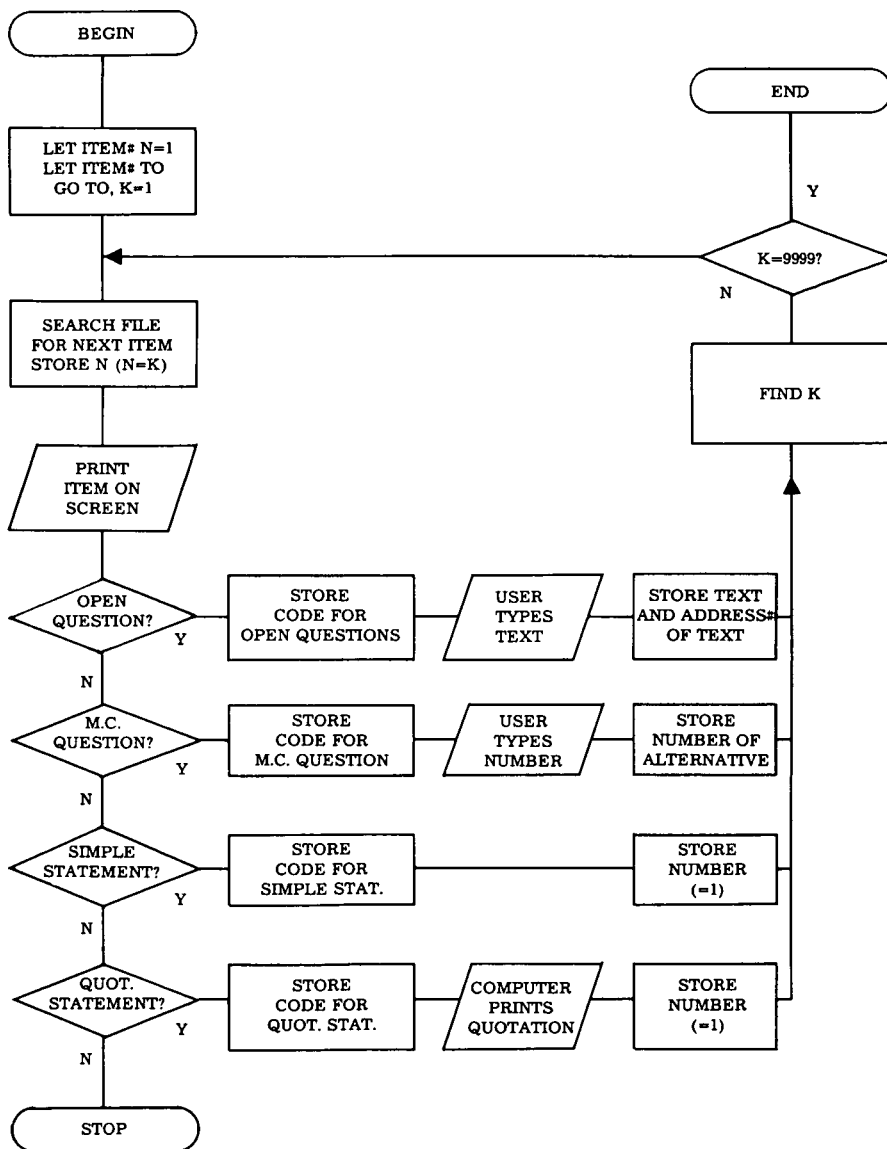 BEGIN
LET ITEM# N=1
LET ITEM# TO
GO TO, K=1
SEARCH FILE
FOR NEXT ITEM
STORE N (N=K)
PRINT
ITEM ON
SCREEN
OPEN
QUESTION?
Y
N
STORE
CODE FOR
OPEN QUESTIONS
USER
TYPES
TEXT
STORE TEXT
AND ADDRESS#
OF TEXT
M.C.
QUESTION?
Y
N
STORE
CODE FOR
M.C. QUESTION
USER
TYPES
NUMBER
STORE
NUMBER OF
ALTERNATIVE
SIMPLE
STATEMENT?
Y
N
STORE
CODE FOR
SIMPLE STAT.
STORE
NUMBER
(=1)
QUOT.
STATEMENT?
Y
N
STORE
CODE FOR
QUOT. STAT.
COMPUTER
PRINTS
QUOTATION
STORE
NUMBER
(=1)
STOP
FIND K
K=9999?
N
Y
END